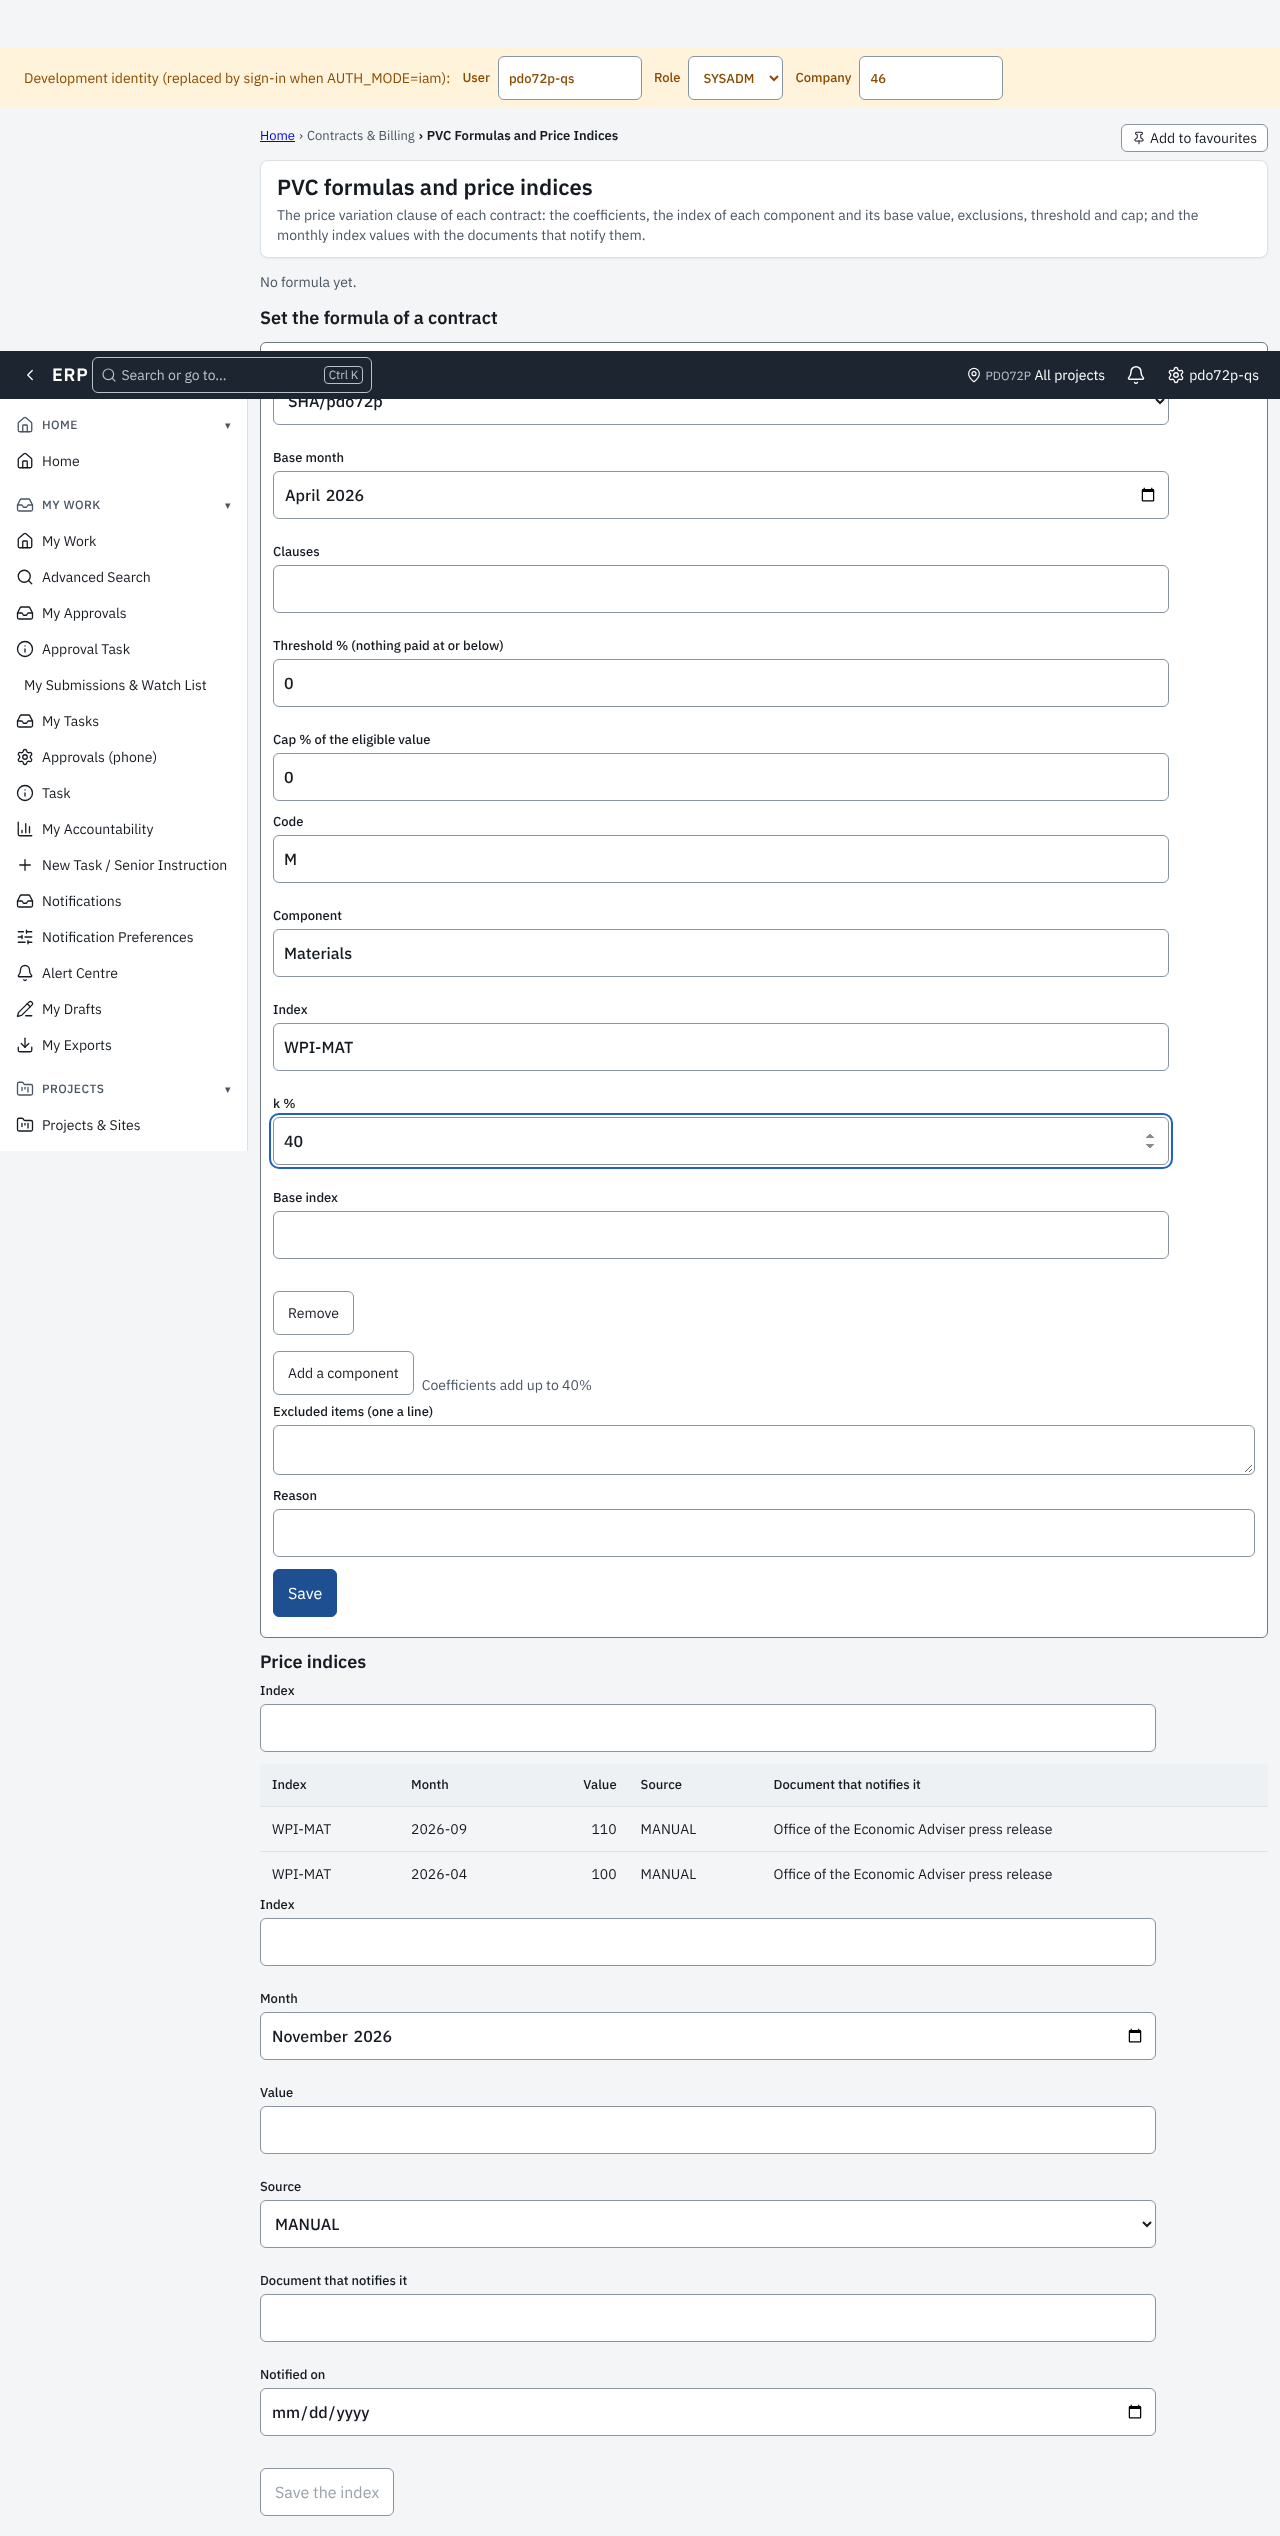 Development identity (replaced by sign-in when AUTH_MODE=iam): User pdo72p-qs Role SYSADM Company 46
Home › Contracts & Billing › PVC Formulas and Price Indices
Add to favourites
PVC formulas and price indices
The price variation clause of each contract: the coefficients, the index of each component and its base value, exclusions, threshold and cap; and the
monthly index values with the documents that notify them.
No formula yet.
Set the formula of a contract
ERP Search or go to... Ctrl K PDO72P All projects pdo72p-qs
SHA/pdo72p
HOME
Home
MY WORK
My Work
Advanced Search
My Approvals
Approval Task
My Submissions & Watch List
My Tasks
Approvals (phone)
Task
My Accountability
New Task / Senior Instruction
Notifications
Notification Preferences
Alert Centre
My Drafts
My Exports
PROJECTS
Projects & Sites
Base month
April 2026
Clauses
Threshold % (nothing paid at or below)
0
Cap % of the eligible value
0
Code
M
Component
Materials
Index
WPI-MAT
k %
40
Base index
Remove
Add a component Coefficients add up to 40%
Excluded items (one a line)
Reason
Save
Price indices
Index
Index Month Value Source Document that notifies it
WPI-MAT 2026-09 110 MANUAL Office of the Economic Adviser press release
WPI-MAT 2026-04 100 MANUAL Office of the Economic Adviser press release
Index
Month
November 2026
Value
Source
MANUAL
Document that notifies it
Notified on
mm/dd/yyyy
Save the index